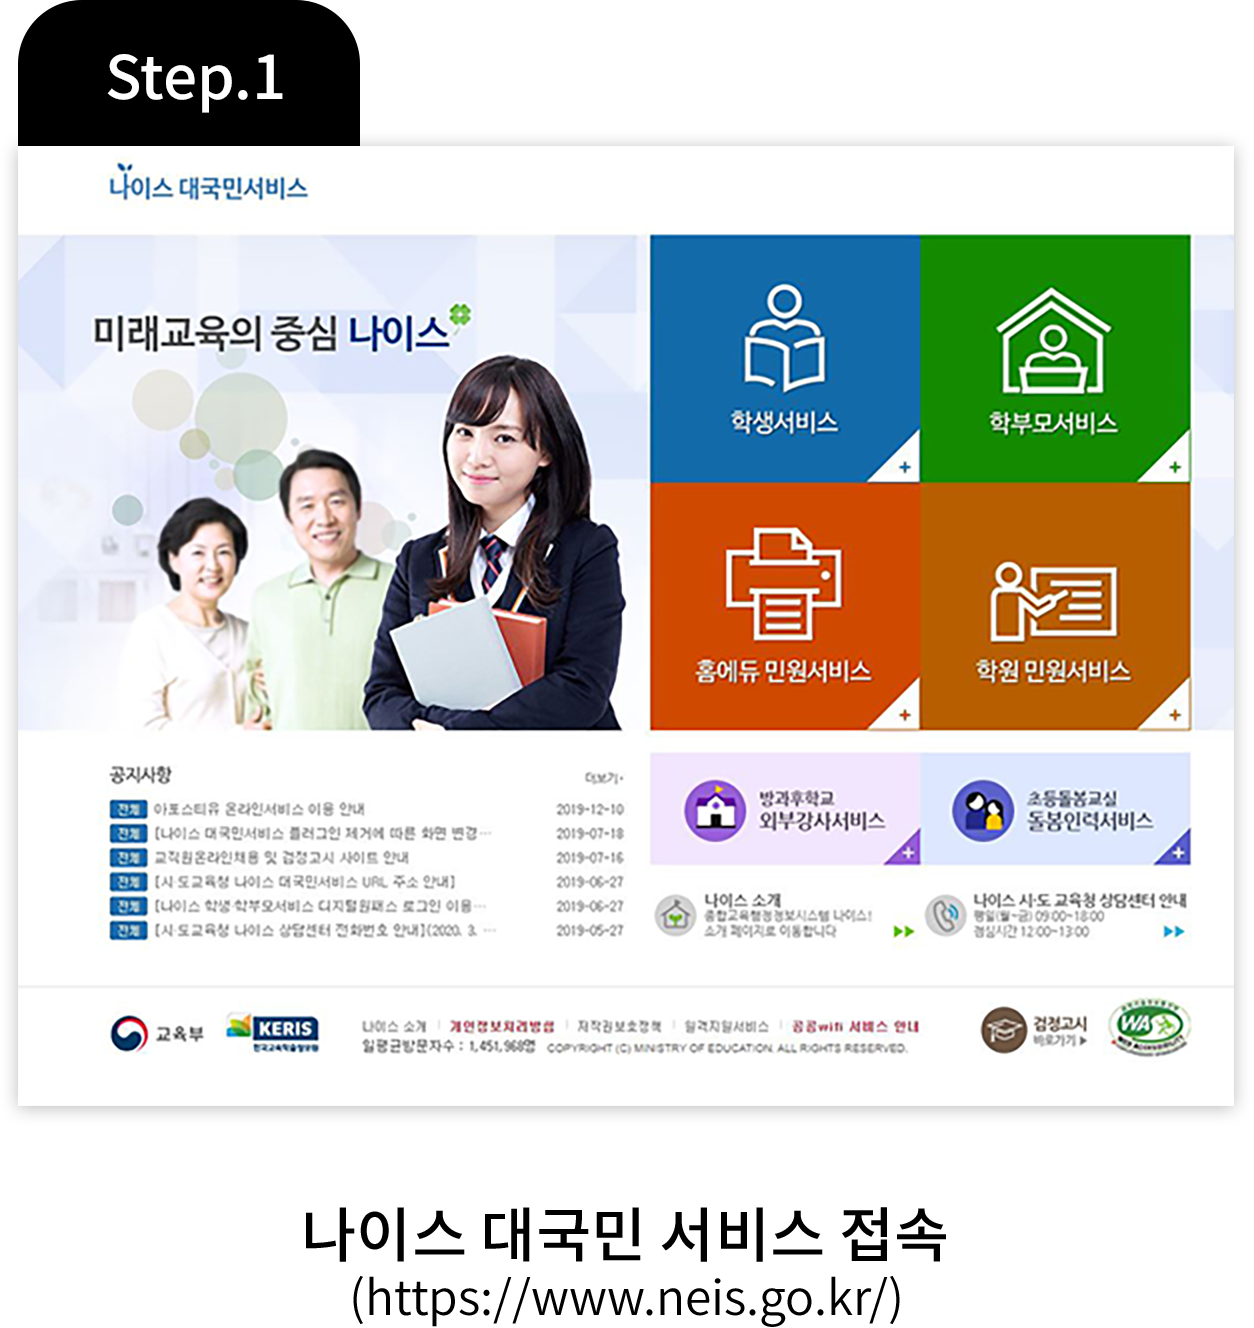 Step.1
나이스 대국민서비스
미래교육의 중심 나이스
학생서비스
학부모서비스
홈에듀 민원서비스
학원 민원서비스
공지사항
더보기
전체 아포스티유 온라인서비스 이용 안내 2019-12-10
전체 [나이스 대국민서비스 플러그인 제거에 따른 화면 변경… 2019-07-18
전체 교직원온라인채용 및 검정고시 사이트 안내 2019-07-16
전체 [시·도교육청 나이스 대국민서비스 URL 주소 안내] 2019-06-27
전체 [나이스 학생·학부모서비스 디지털원패스 로그인 이용… 2019-06-27
전체 [시·도교육청 나이스 상담센터 전화번호 안내](2020. 3. … 2019-05-27
방과후학교
외부강사서비스
초등돌봄교실
돌봄인력서비스
나이스 소개
종합교육행정정보시스템 나이스!
소개 페이지로 이동합니다
나이스 시·도 교육청 상담센터 안내
평일(월~금) 09:00~18:00
점심시간 12:00~13:00
교육부
KERIS
한국교육학술정보원
나이스 소개 | 개인정보처리방침 | 저작권보호정책 | 원격지원서비스 | 공공wifi 서비스 안내
일평균방문자수 : 1,451,968명 COPYRIGHT (C) MINISTRY OF EDUCATION. ALL RIGHTS RESERVED.
검정고시
바로가기
WA
WEB ACCESSIBILITY
나이스 대국민 서비스 접속
(https://www.neis.go.kr/)